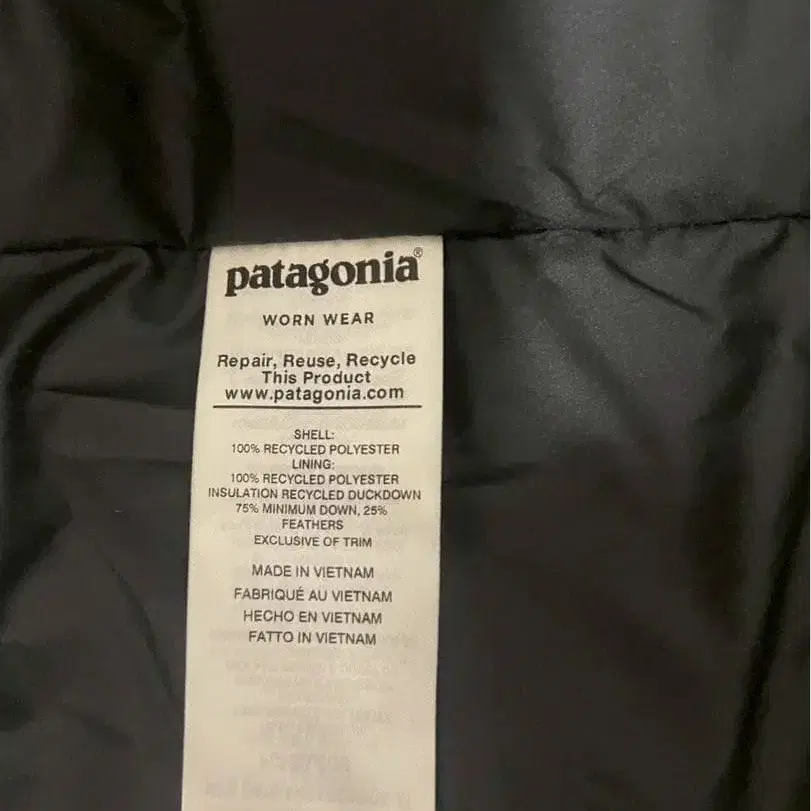 patagonia®
WORN WEAR
Repair, Reuse, Recycle
This Product
www.patagonia.com
SHELL:
100% RECYCLED POLYESTER
LINING:
100% RECYCLED POLYESTER
INSULATION RECYCLED DUCKDOWN
75% MINIMUM DOWN, 25%
FEATHERS
EXCLUSIVE OF TRIM
MADE IN VIETNAM
FABRIQUÉ AU VIETNAM
HECHO EN VIETNAM
FATTO IN VIETNAM